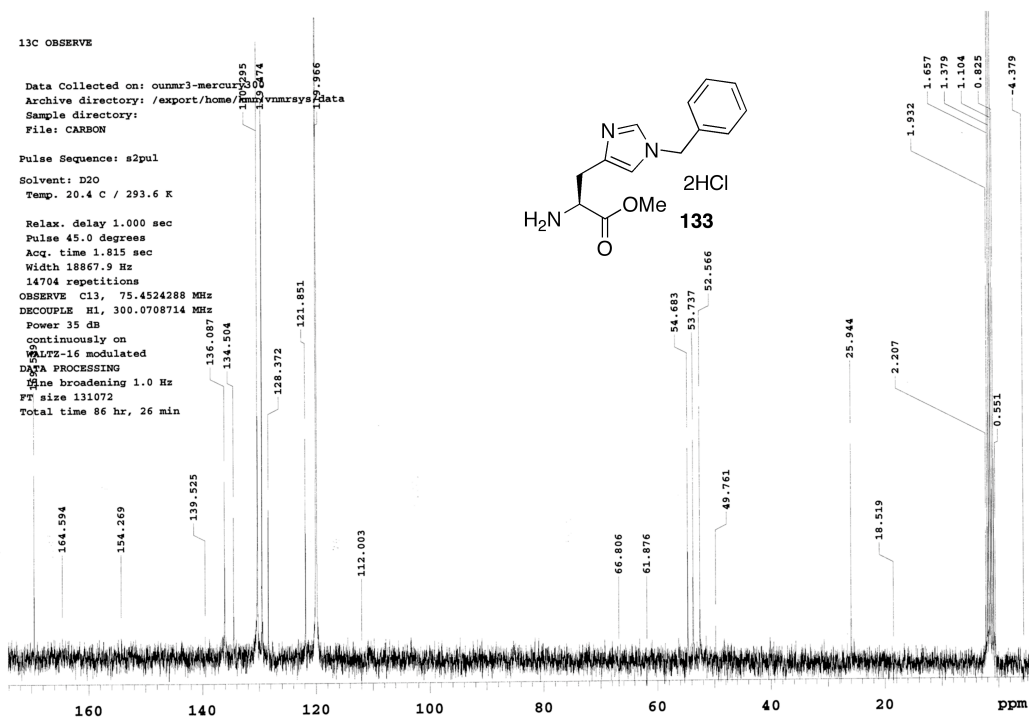 13C OBSERVE
Data Collected on: ounmr3-mercury300
Archive directory: /export/home/ vnmrsys/data
Sample directory:
File: CARBON
Pulse Sequence: s2pul
Solvent: D2O
Temp. 20.4 C / 293.6 K
Relax. delay 1.000 sec
Pulse 45.0 degrees
Acq. time 1.815 sec
Width 18867.9 Hz
14704 repetitions
OBSERVE C13, 75.4524288 MHz
DECOUPLE H1, 300.0708714 MHz
Power 35 dB
continuously on
WALTZ-16 modulated
DATA PROCESSING
Line broadening 1.0 Hz
FT size 131072
Total time 86 hr, 26 min
164.594
154.269
139.525
136.087
134.504
128.372
121.851
112.003
66.806
61.876
54.683
53.737
52.566
49.761
25.944
18.519
2.207
1.932
1.657
1.379
1.104
0.825
0.551
-4.379
N
N
2HCl
H2N
OMe
O
133
160 140 120 100 80 60 40 20 ppm